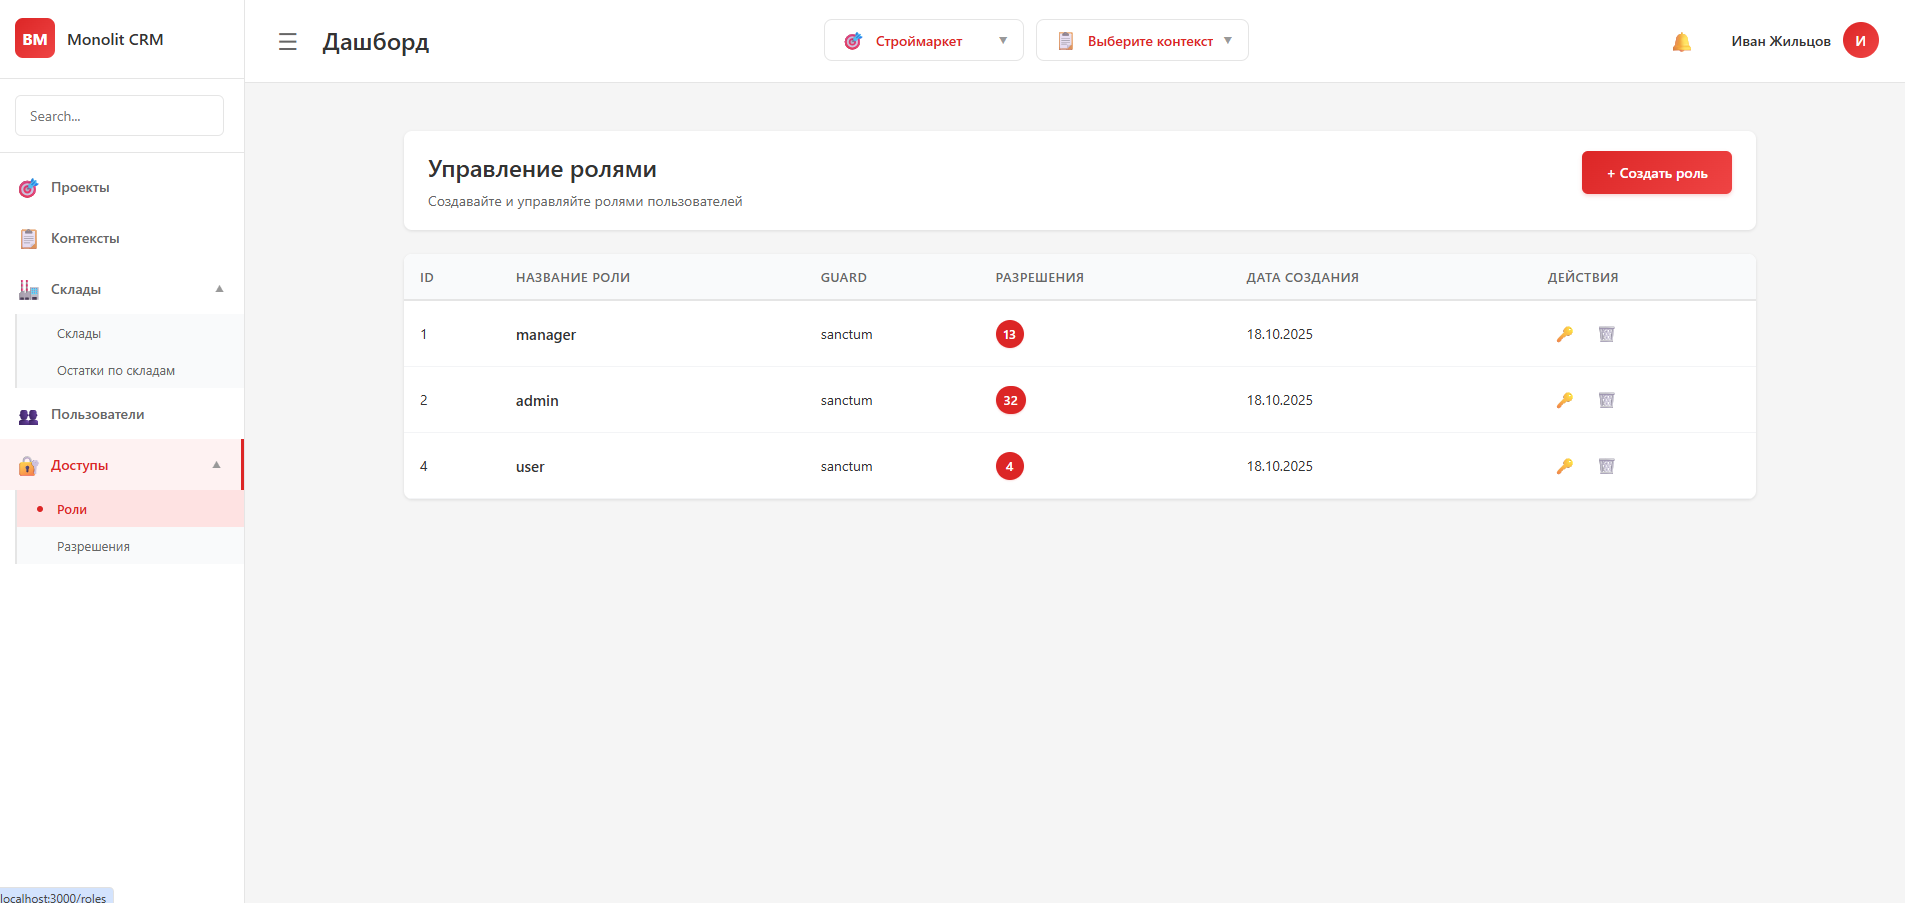 BM Monolit CRM
Search...
Проекты
Контексты
Склады
Склады
Остатки по складам
Пользователи
Доступы
Роли
Разрешения
localhost:3000/roles
Дашборд
Строймаркет
Выберите контекст
Иван Жильцов
И
Управление ролями
Создавайте и управляйте ролями пользователей
+ Создать роль
ID НАЗВАНИЕ РОЛИ GUARD РАЗРЕШЕНИЯ ДАТА СОЗДАНИЯ ДЕЙСТВИЯ
1 manager sanctum 13 18.10.2025
2 admin sanctum 32 18.10.2025
4 user sanctum 4 18.10.2025